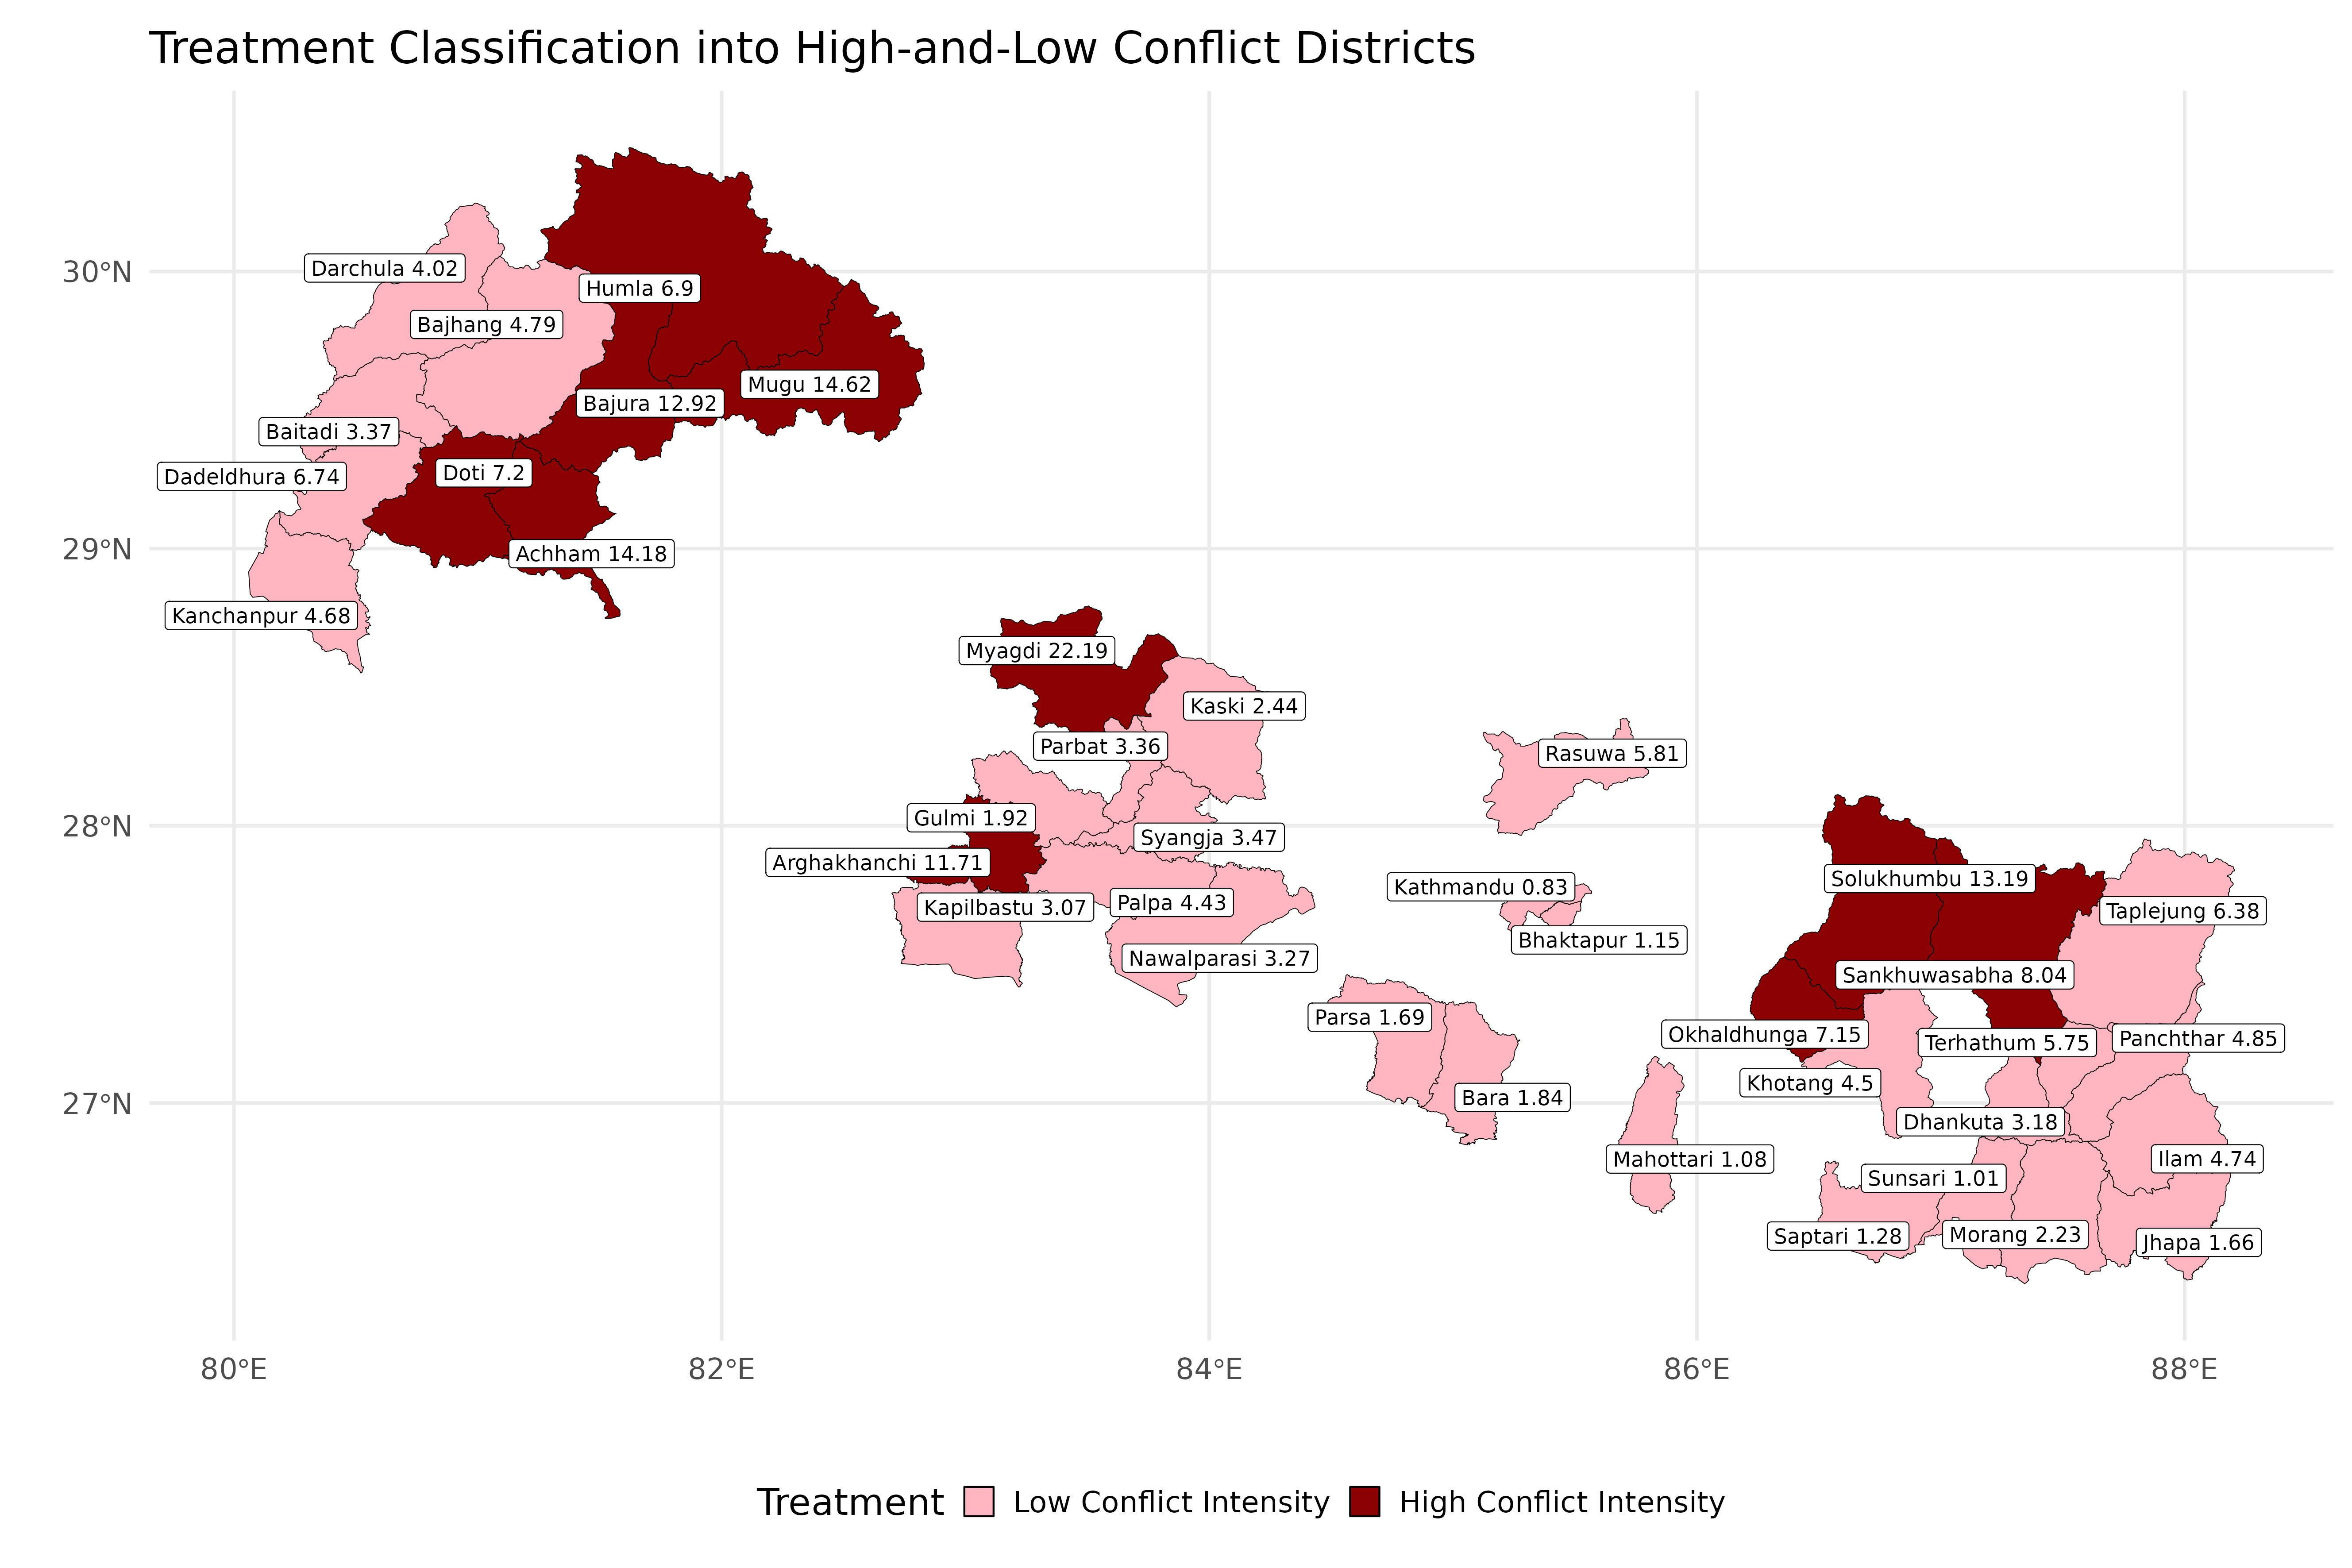 Treatment Classification into High-and-Low Conflict Districts
30°N
29°N
28°N
27°N
Darchula 4.02
Humla 6.9
Bajhang 4.79
Mugu 14.62
Bajura 12.92
Baitadi 3.37
Doti 7.2
Dadeldhura 6.74
Achham 14.18
Kanchanpur 4.68
Myagdi 22.19
Kaski 2.44
Parbat 3.36
Rasuwa 5.81
Gulmi 1.92
Syangja 3.47
Arghakhanchi 11.71
Kathmandu 0.83
Solukhumbu 13.19
Palpa 4.43
Kapilbastu 3.07
Taplejung 6.38
Bhaktapur 1.15
Nawalparasi 3.27
Sankhuwasabha 8.04
Parsa 1.69
Okhaldhunga 7.15
Panchthar 4.85
Terhathum 5.75
Khotang 4.5
Bara 1.84
Dhankuta 3.18
Mahottari 1.08
Ilam 4.74
Sunsari 1.01
Morang 2.23
Saptari 1.28
Jhapa 1.66
80°E 82°E 84°E 86°E 88°E
Treatment Low Conflict Intensity High Conflict Intensity